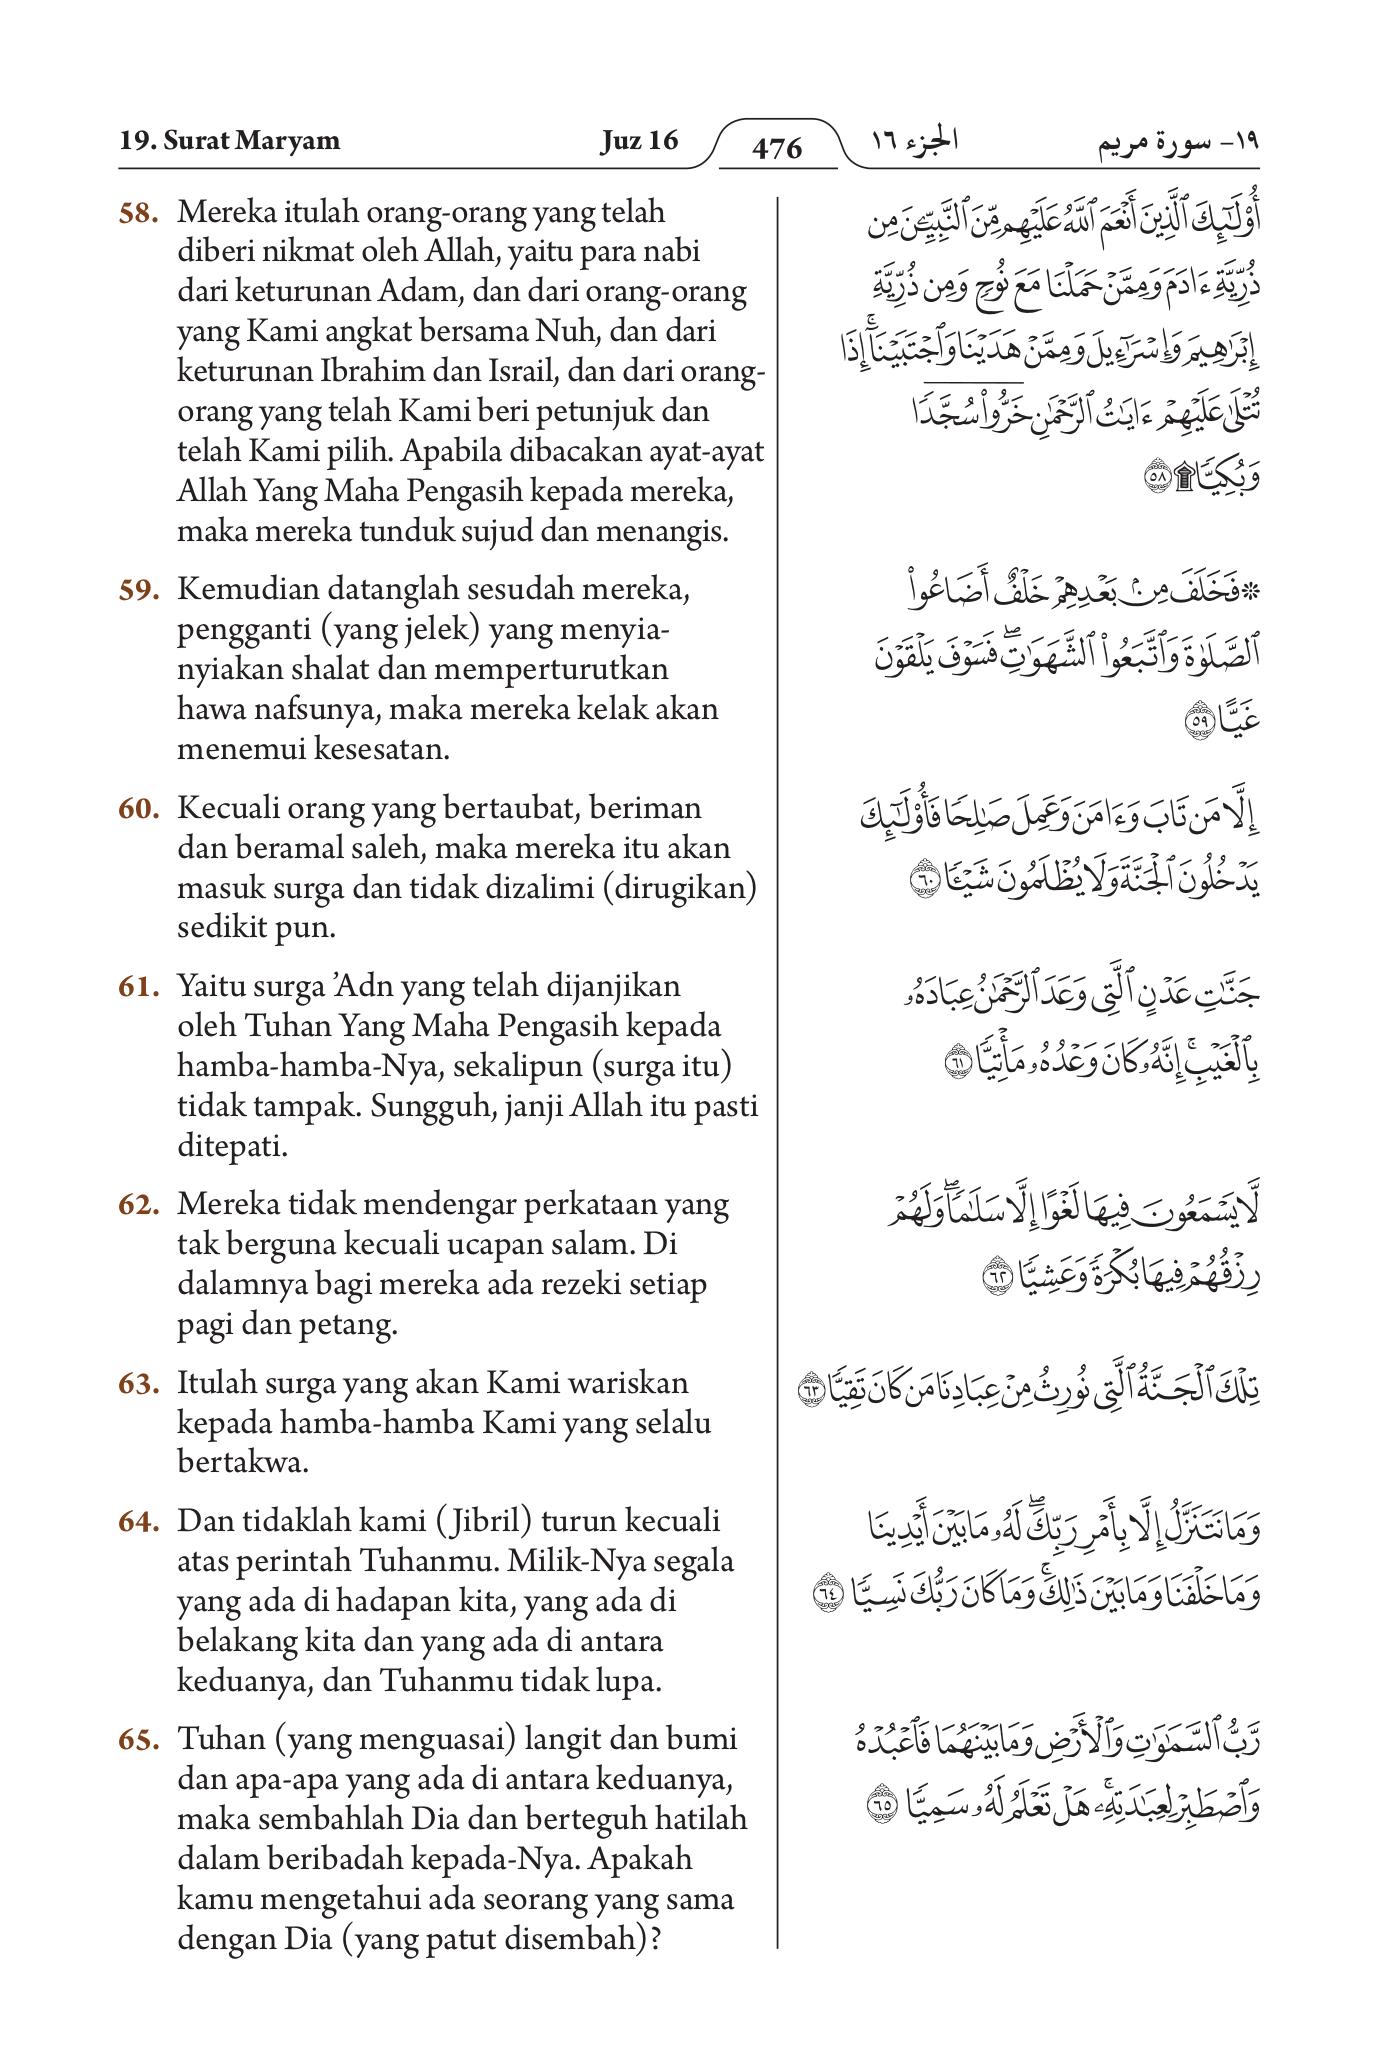 19. Surat Maryam
Juz 16
476
الجزء ١٦
١٩- سورة مريم
58. Mereka itulah orang-orang yang telah
diberi nikmat oleh Allah, yaitu para nabi
dari keturunan Adam, dan dari orang-orang
yang Kami angkat bersama Nuh, dan dari
keturunan Ibrahim dan Israil, dan dari orang-
orang yang telah Kami beri petunjuk dan
telah Kami pilih. Apabila dibacakan ayat-ayat
Allah Yang Maha Pengasih kepada mereka,
maka mereka tunduk sujud dan menangis.
59. Kemudian datanglah sesudah mereka,
pengganti (yang jelek) yang menyia-
nyiakan shalat dan memperturutkan
hawa nafsunya, maka mereka kelak akan
menemui kesesatan.
60. Kecuali orang yang bertaubat, beriman
dan beramal saleh, maka mereka itu akan
masuk surga dan tidak dizalimi (dirugikan)
sedikit pun.
61. Yaitu surga ’Adn yang telah dijanjikan
oleh Tuhan Yang Maha Pengasih kepada
hamba-hamba-Nya, sekalipun (surga itu)
tidak tampak. Sungguh, janji Allah itu pasti
ditepati.
62. Mereka tidak mendengar perkataan yang
tak berguna kecuali ucapan salam. Di
dalamnya bagi mereka ada rezeki setiap
pagi dan petang.
63. Itulah surga yang akan Kami wariskan
kepada hamba-hamba Kami yang selalu
bertakwa.
64. Dan tidaklah kami (Jibril) turun kecuali
atas perintah Tuhanmu. Milik-Nya segala
yang ada di hadapan kita, yang ada di
belakang kita dan yang ada di antara
keduanya, dan Tuhanmu tidak lupa.
65. Tuhan (yang menguasai) langit dan bumi
dan apa-apa yang ada di antara keduanya,
maka sembahlah Dia dan berteguh hatilah
dalam beribadah kepada-Nya. Apakah
kamu mengetahui ada seorang yang sama
dengan Dia (yang patut disembah)?
أُوْلَٰٓئِكَ ٱلَّذِينَ أَنْعَمَ ٱللَّهُ عَلَيْهِم مِّنَ ٱلنَّبِيِّـۧنَ مِن
ذُرِّيَّةِ ءَادَمَ وَمِمَّنْ حَمَلْنَا مَعَ نُوحٖ وَمِن ذُرِّيَّةِ
إِبْرَٰهِيمَ وَإِسْرَٰٓءِيلَ وَمِمَّنْ هَدَيْنَا وَٱجْتَبَيْنَآۚ إِذَا
تُتْلَىٰ عَلَيْهِمْ ءَايَٰتُ ٱلرَّحْمَٰنِ خَرُّواْ سُجَّدٗا
وَبُكِيّٗا ۩ ٥٨
۞ فَخَلَفَ مِنۢ بَعْدِهِمْ خَلْفٌ أَضَاعُواْ
ٱلصَّلَوٰةَ وَٱتَّبَعُواْ ٱلشَّهَوَٰتِۖ فَسَوْفَ يَلْقَوْنَ
غَيًّا ٥٩
إِلَّا مَن تَابَ وَءَامَنَ وَعَمِلَ صَٰلِحٗا فَأُوْلَٰٓئِكَ
يَدْخُلُونَ ٱلْجَنَّةَ وَلَا يُظْلَمُونَ شَيْـٔٗا ٦٠
جَنَّٰتِ عَدْنٍ ٱلَّتِي وَعَدَ ٱلرَّحْمَٰنُ عِبَادَهُۥ
بِٱلْغَيْبِۚ إِنَّهُۥ كَانَ وَعْدُهُۥ مَأْتِيّٗا ٦١
لَّا يَسْمَعُونَ فِيهَا لَغْوًا إِلَّا سَلَٰمٗاۖ وَلَهُمْ
رِزْقُهُمْ فِيهَا بُكْرَةٗ وَعَشِيّٗا ٦٢
تِلْكَ ٱلْجَنَّةُ ٱلَّتِي نُورِثُ مِنْ عِبَادِنَا مَن كَانَ تَقِيّٗا ٦٣
وَمَا نَتَنَزَّلُ إِلَّا بِأَمْرِ رَبِّكَۖ لَهُۥ مَا بَيْنَ أَيْدِينَا
وَمَا خَلْفَنَا وَمَا بَيْنَ ذَٰلِكَۚ وَمَا كَانَ رَبُّكَ نَسِيّٗا ٦٤
رَّبُّ ٱلسَّمَٰوَٰتِ وَٱلْأَرْضِ وَمَا بَيْنَهُمَا فَٱعْبُدْهُ
وَٱصْطَبِرْ لِعِبَٰدَتِهِۦۚ هَلْ تَعْلَمُ لَهُۥ سَمِيّٗا ٦٥